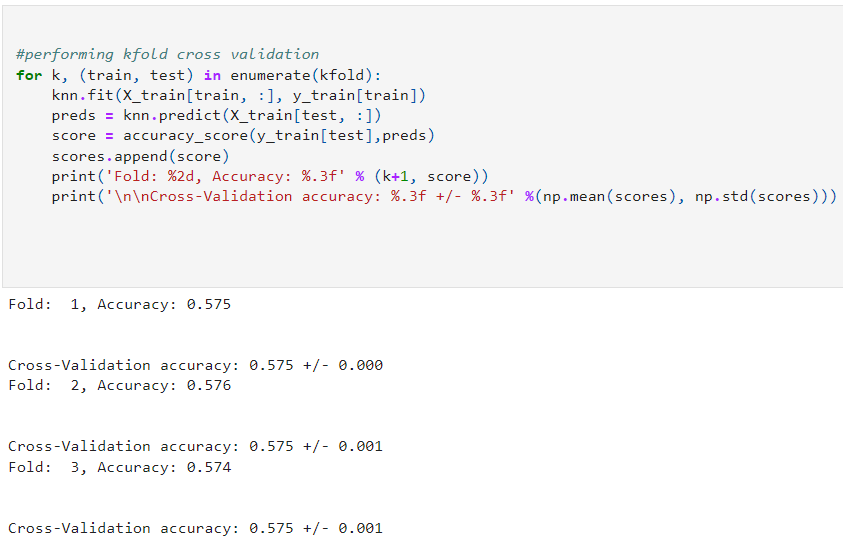 #performing kfold cross validation
for k, (train, test) in enumerate(kfold):
    knn.fit(X_train[train, :], y_train[train])
    preds = knn.predict(X_train[test, :])
    score = accuracy_score(y_train[test],preds)
    scores.append(score)
    print('Fold: %2d, Accuracy: %.3f' % (k+1, score))
    print('\n\nCross-Validation accuracy: %.3f +/- %.3f' %(np.mean(scores), np.std(scores)))
Fold:  1, Accuracy: 0.575
Cross-Validation accuracy: 0.575 +/- 0.000
Fold:  2, Accuracy: 0.576
Cross-Validation accuracy: 0.575 +/- 0.001
Fold:  3, Accuracy: 0.574
Cross-Validation accuracy: 0.575 +/- 0.001